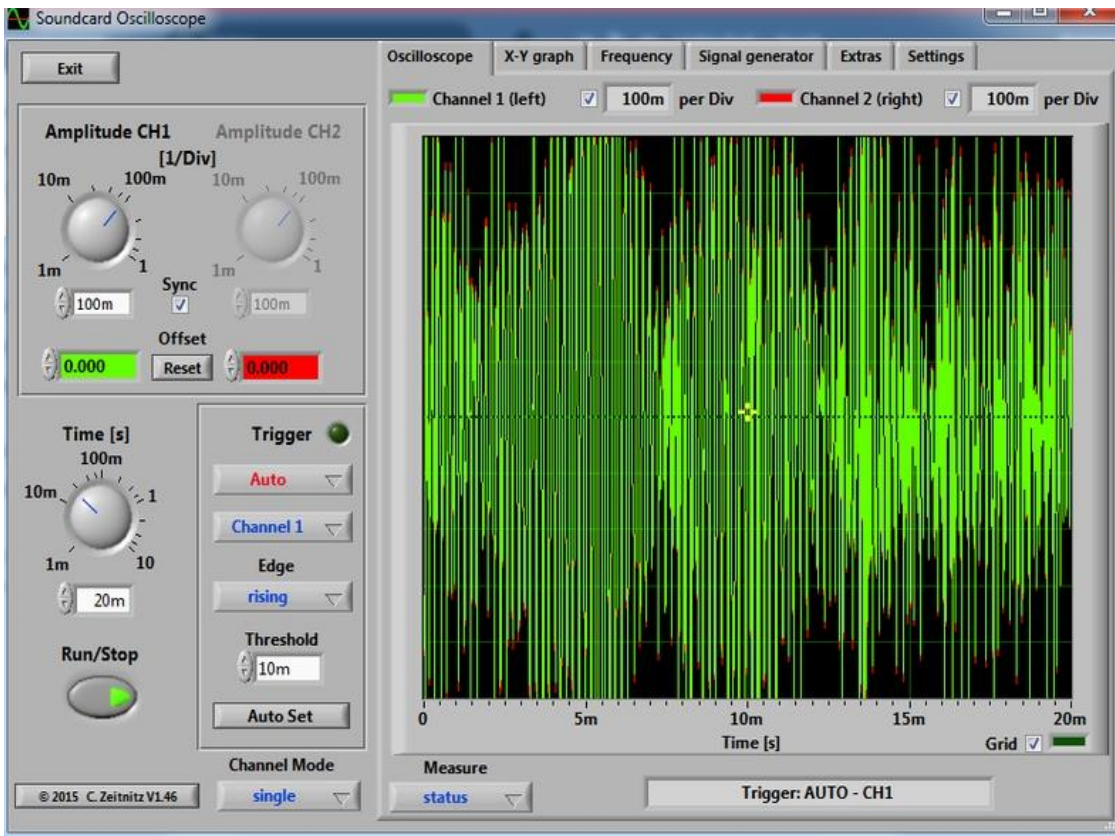 Soundcard Oscilloscope
Exit
Oscilloscope X-Y graph Frequency Signal generator Extras Settings
Channel 1 (left) 100m per Div Channel 2 (right) 100m per Div
Amplitude CH1 Amplitude CH2
[1/Div]
10m 100m 10m 100m
1m 1 1m 1
Sync
100m 100m
Offset
0.000 Reset 0.000
Time [s]
100m
10m 1
1m 10
20m
Run/Stop
Trigger
Auto
Channel 1
Edge
rising
Threshold
10m
Auto Set
Channel Mode
single
© 2015 C. Zeitnitz V1.46
0 5m 10m 15m 20m
Time [s]
Grid
Measure
status
Trigger: AUTO - CH1